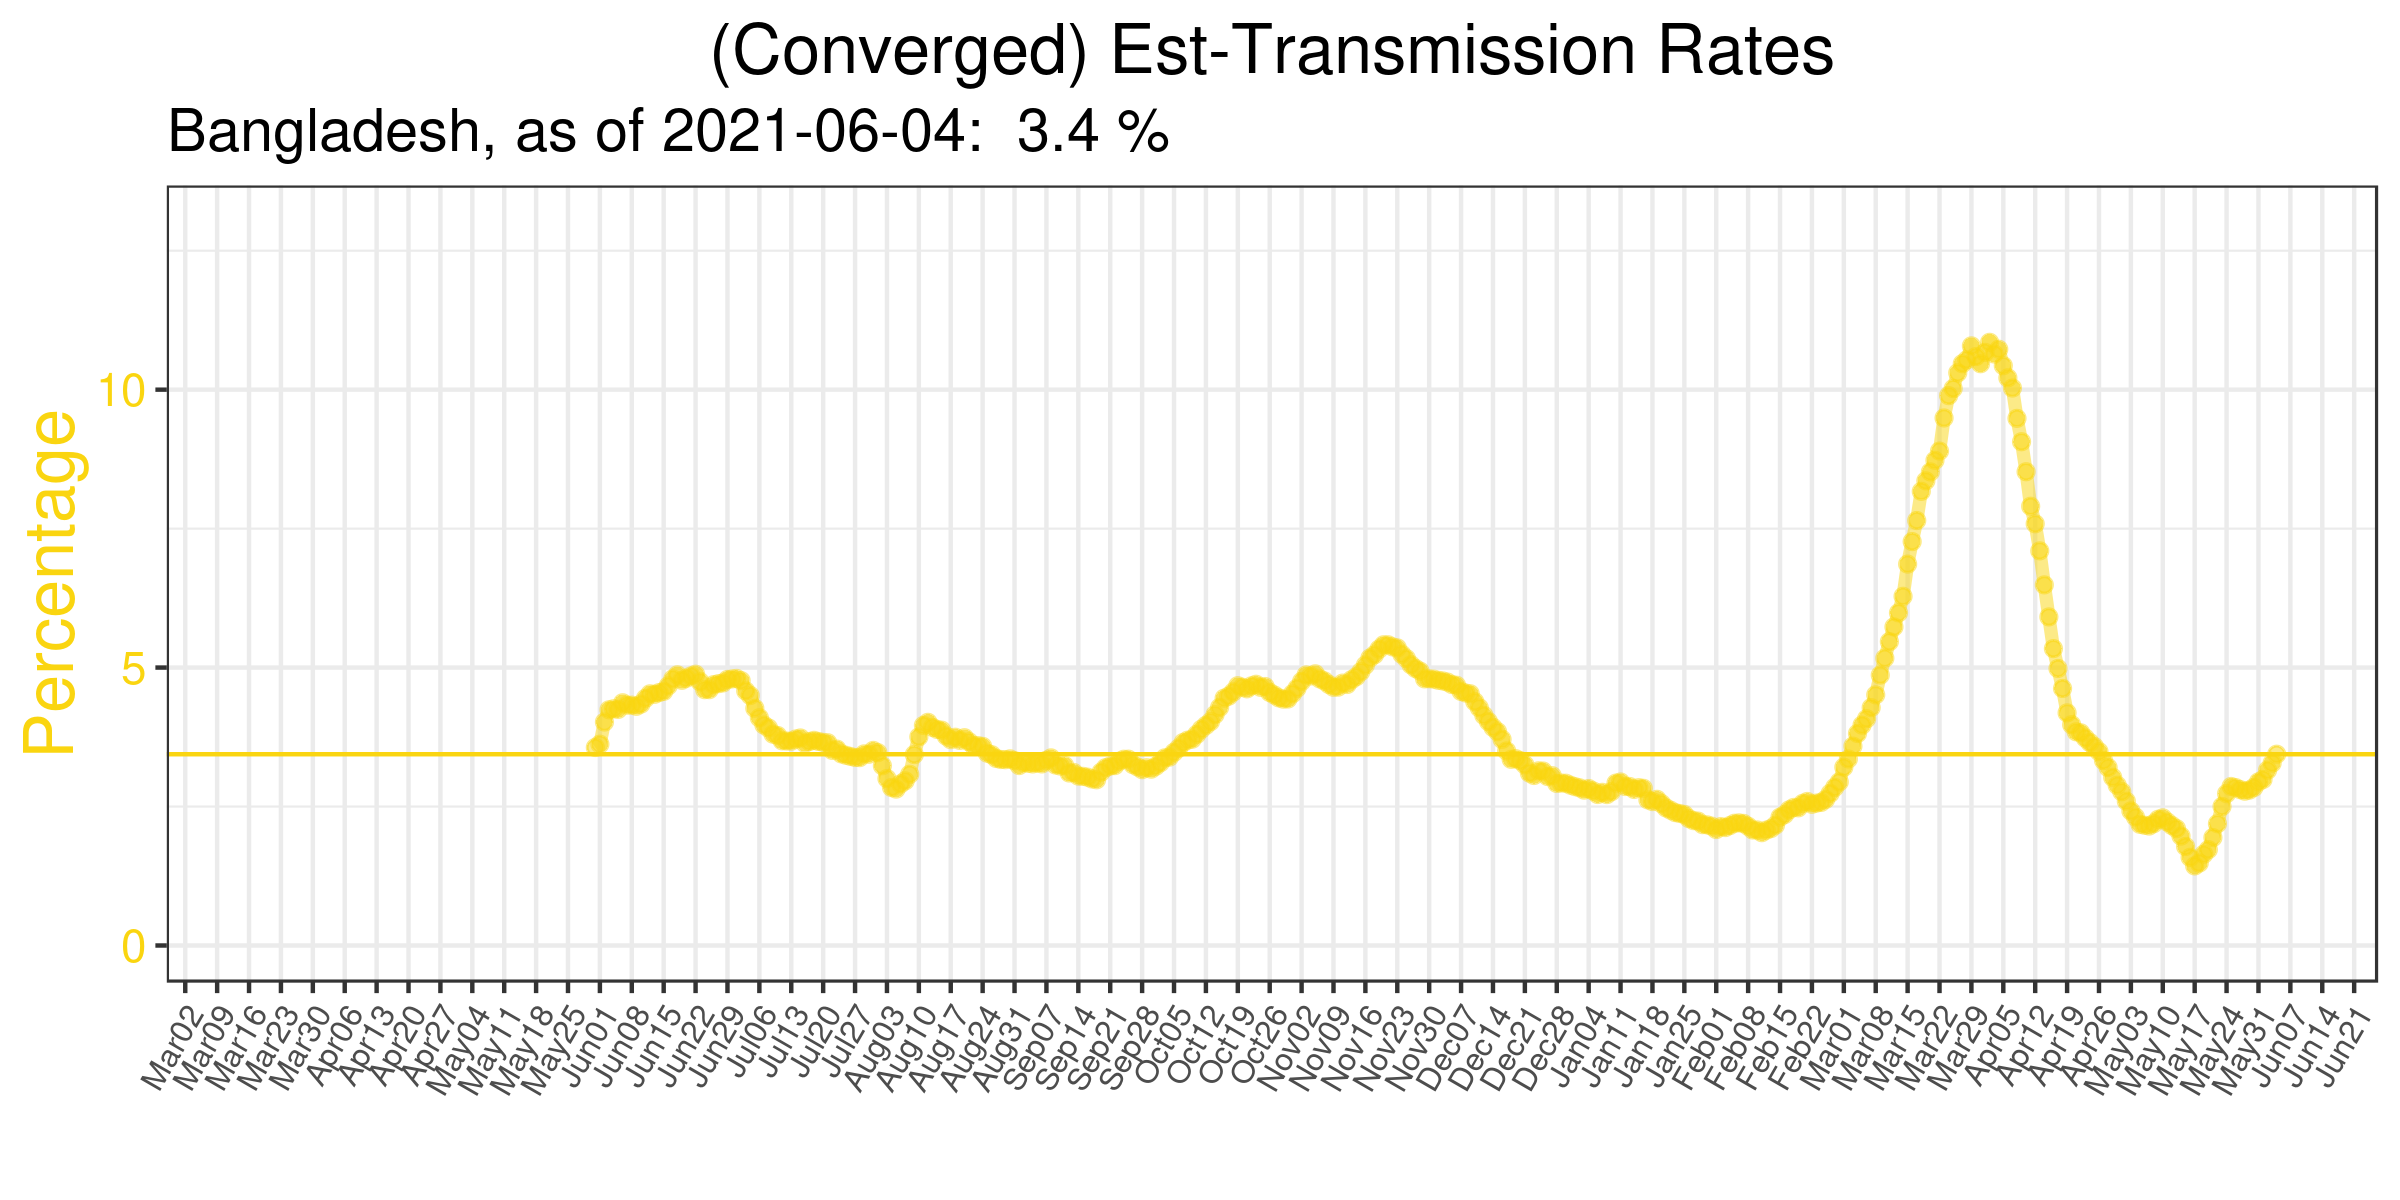 (Converged) Est-Transmission Rates
Bangladesh, as of 2021-06-04:  3.4 %
Percentage
10
5
0
Mar02
Mar09
Mar16
Mar23
Mar30
Apr06
Apr13
Apr20
Apr27
May04
May11
May18
May25
Jun01
Jun08
Jun15
Jun22
Jun29
Jul06
Jul13
Jul20
Jul27
Aug03
Aug10
Aug17
Aug24
Aug31
Sep07
Sep14
Sep21
Sep28
Oct05
Oct12
Oct19
Oct26
Nov02
Nov09
Nov16
Nov23
Nov30
Dec07
Dec14
Dec21
Dec28
Jan04
Jan11
Jan18
Jan25
Feb01
Feb08
Feb15
Feb22
Mar01
Mar08
Mar15
Mar22
Mar29
Apr05
Apr12
Apr19
Apr26
May03
May10
May17
May24
May31
Jun07
Jun14
Jun21